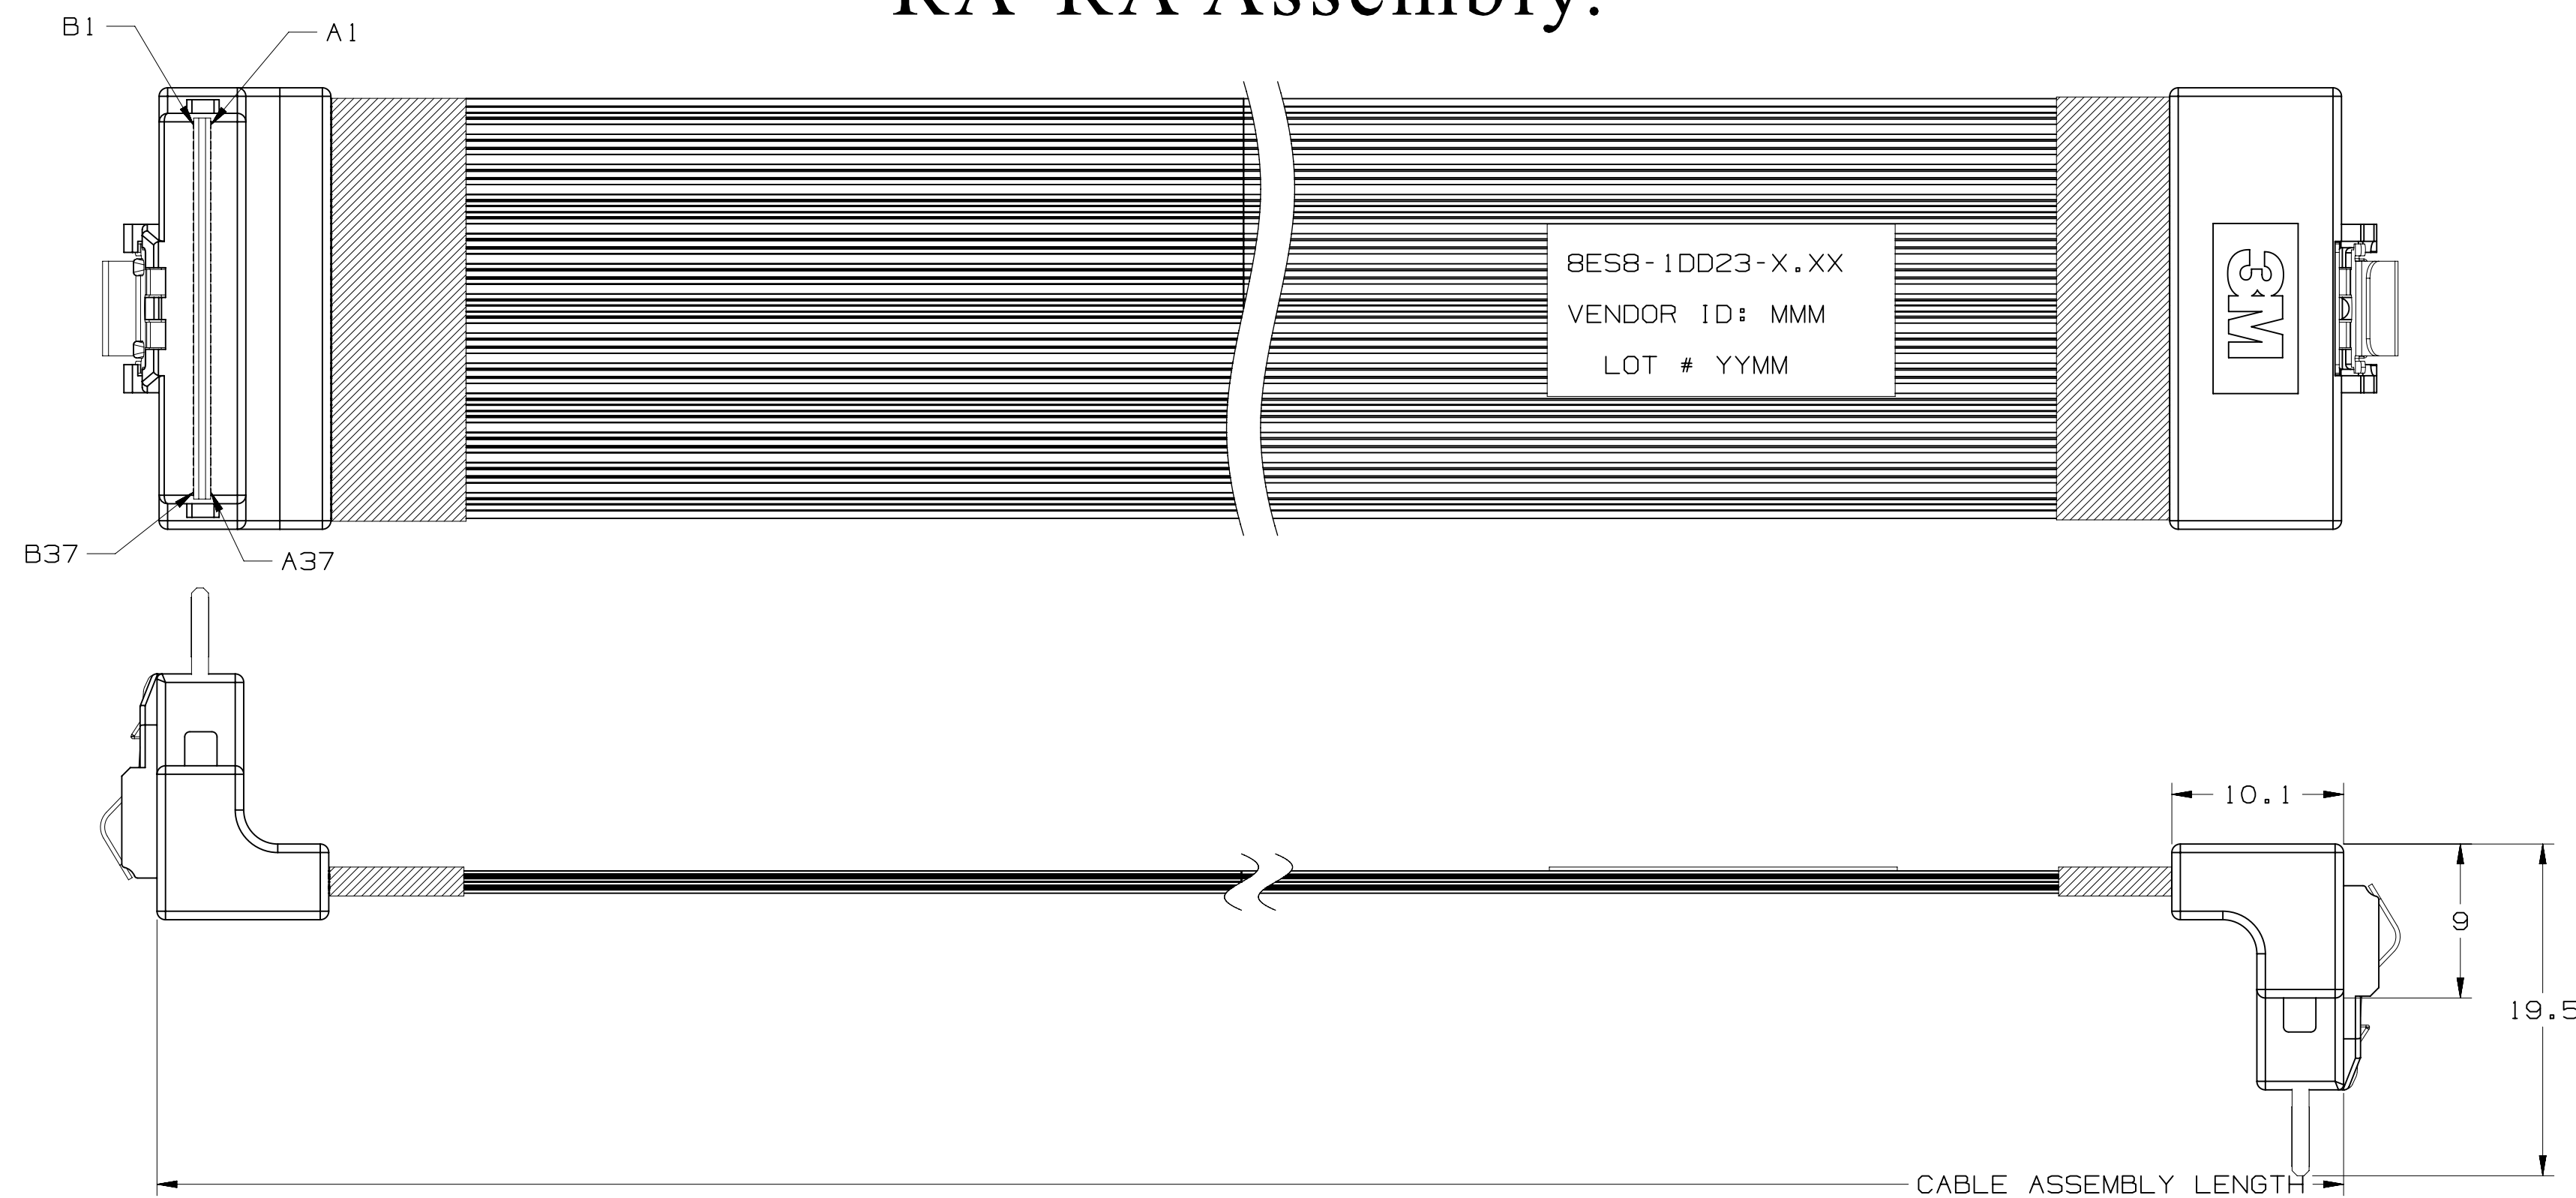 RA-RA Assembly:
B1
A1
8ES8-1DD23-X.XX
VENDOR ID: MMM
LOT # YYMM
3M
B37
A37
10.1
9
19.5
CABLE ASSEMBLY LENGTH